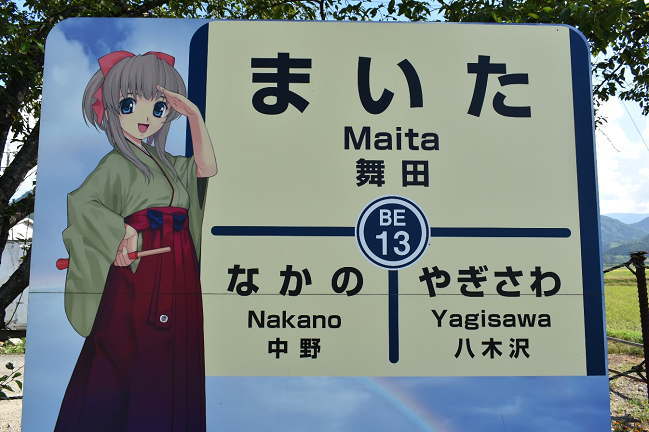 まいた
Maita
舞田
BE
13
なかの
Nakano
中野
やぎさわ
Yagisawa
八木沢